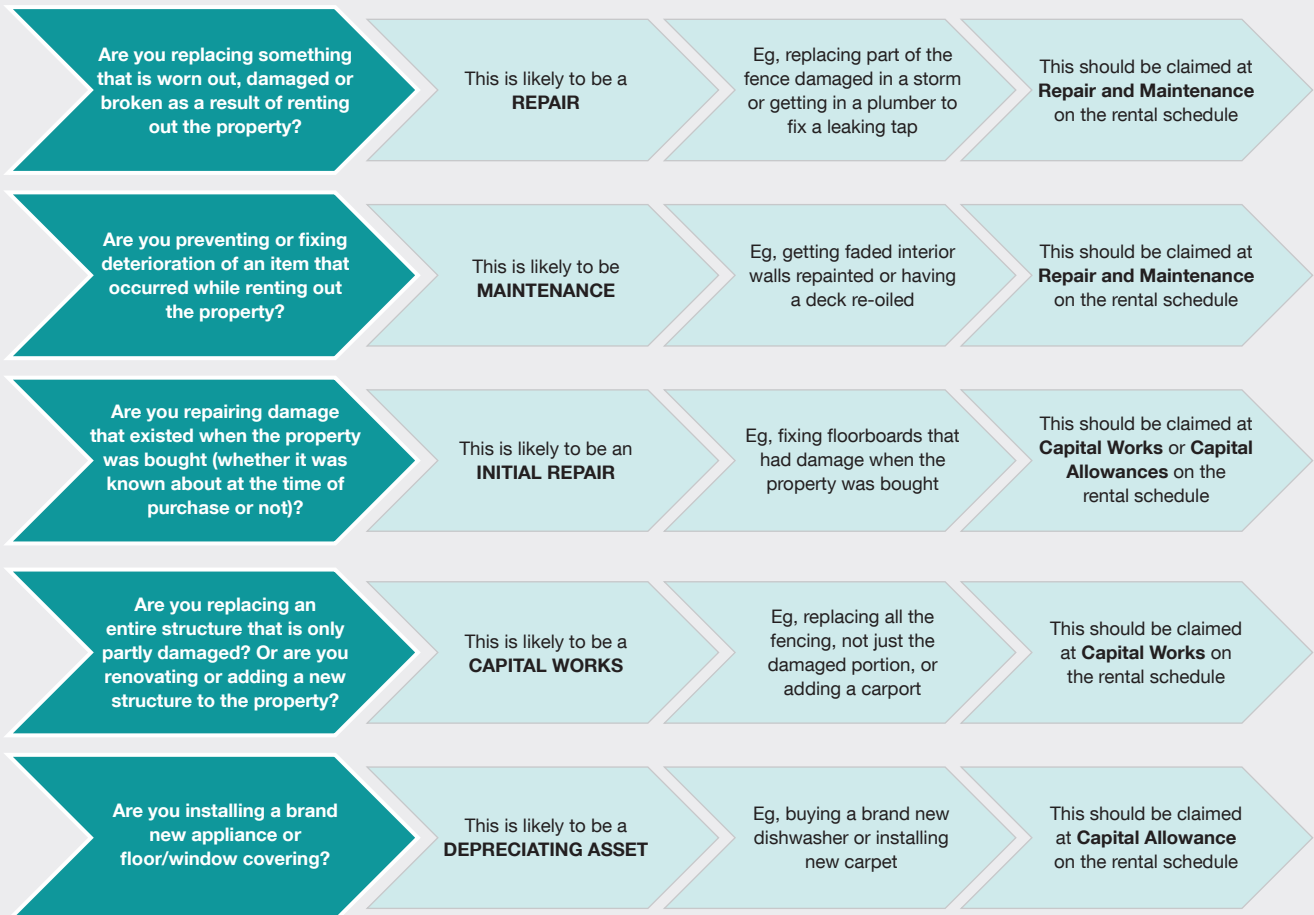 Are you replacing something
that is worn out, damaged or
broken as a result of renting
out the property?
This is likely to be a
REPAIR
Eg, replacing part of the
fence damaged in a storm
or getting in a plumber to
fix a leaking tap
This should be claimed at
Repair and Maintenance
on the rental schedule
Are you preventing or fixing
deterioration of an item that
occurred while renting out
the property?
This is likely to be
MAINTENANCE
Eg, getting faded interior
walls repainted or having
a deck re-oiled
This should be claimed at
Repair and Maintenance
on the rental schedule
Are you repairing damage
that existed when the property
was bought (whether it was
known about at the time of
purchase or not)?
This is likely to be an
INITIAL REPAIR
Eg, fixing floorboards that
had damage when the
property was bought
This should be claimed at
Capital Works or Capital
Allowances on the
rental schedule
Are you replacing an
entire structure that is only
partly damaged? Or are you
renovating or adding a new
structure to the property?
This is likely to be a
CAPITAL WORKS
Eg, replacing all the
fencing, not just the
damaged portion, or
adding a carport
This should be claimed
at Capital Works on
the rental schedule
Are you installing a brand
new appliance or
floor/window covering?
This is likely to be a
DEPRECIATING ASSET
Eg, buying a brand new
dishwasher or installing
new carpet
This should be claimed
at Capital Allowance
on the rental schedule